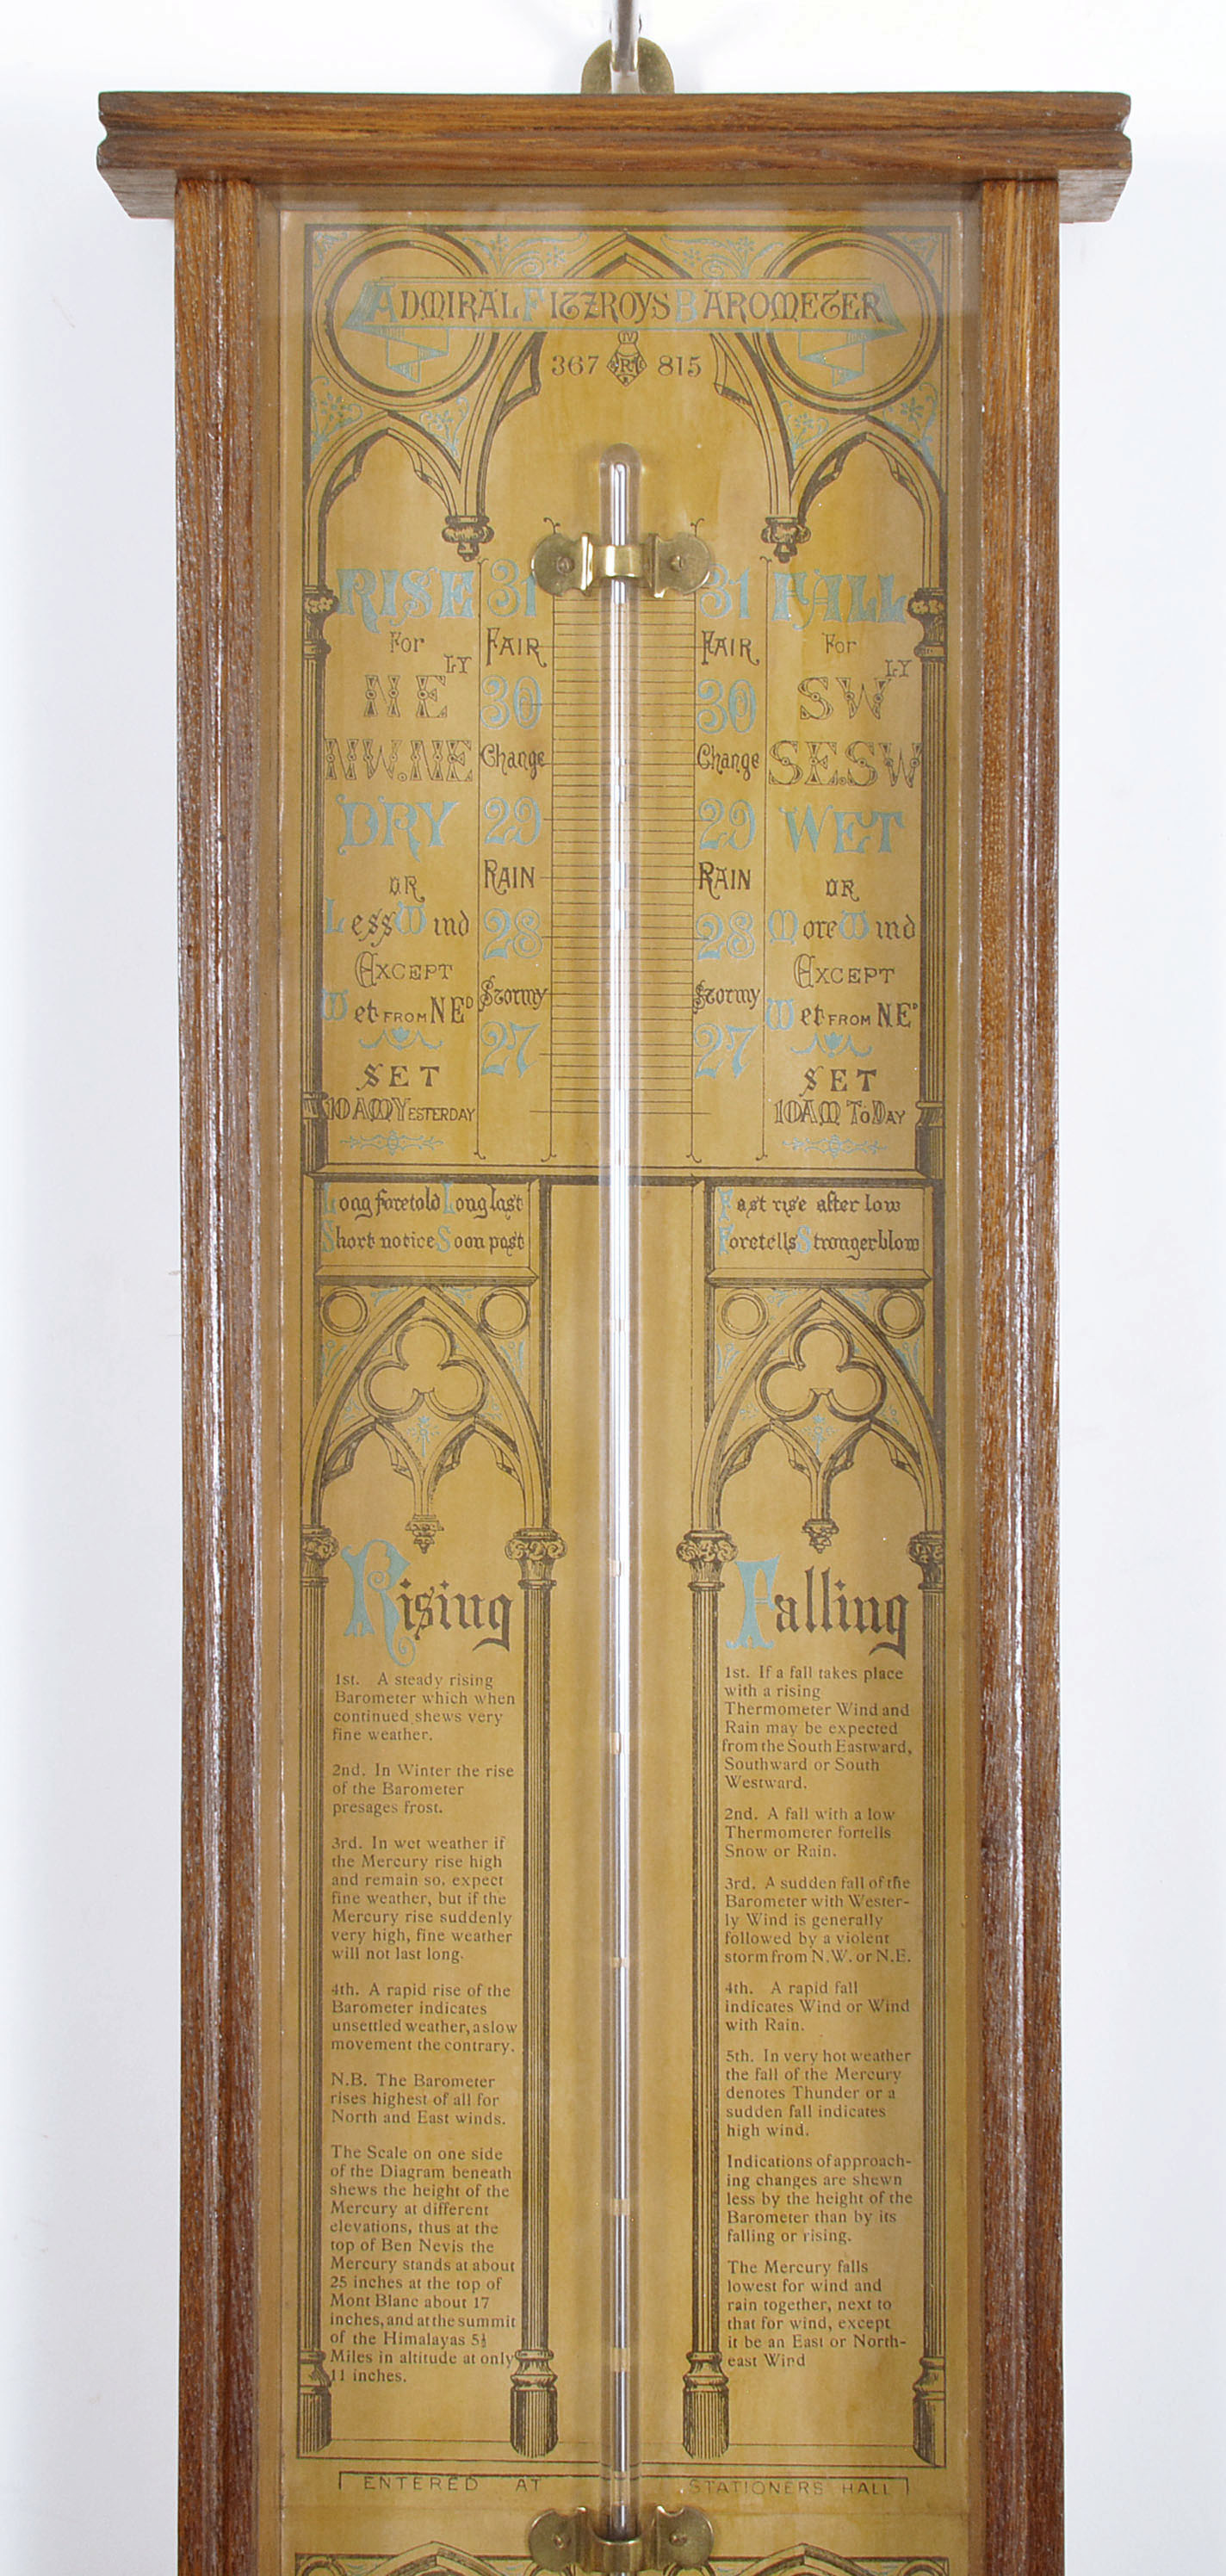 ADMIRAL FITZROYS BAROMETER
367 815
IV
R
RISE
For
NE LY
NW.NE
DRY
OR
Less Wind
EXCEPT
Wet FROM NED
SET
10AM YESTERDAY
31
FAIR
30
Change
29
RAIN
28
Stormy
27
31
FAIR
30
Change
29
RAIN
28
Stormy
27
FALL
For
SW LY
SE.SW
WET
OR
More Wind
EXCEPT
Wet FROM NED
SET
10AM ToDAY
Long foretold Long last
Short notice Soon past
Fast rise after low
Foretells Stronger blow
Rising
1st. A steady rising
Barometer which when
continued shews very
fine weather.
2nd. In Winter the rise
of the Barometer
presages frost.
3rd. In wet weather if
the Mercury rise high
and remain so, expect
fine weather, but if the
Mercury rise suddenly
very high, fine weather
will not last long.
4th. A rapid rise of the
Barometer indicates
unsettled weather, a slow
movement the contrary.
N.B. The Barometer
rises highest of all for
North and East winds.
The Scale on one side
of the Diagram beneath
shews the height of the
Mercury at different
elevations, thus at the
top of Ben Nevis the
Mercury stands at about
25 inches at the top of
Mont Blanc about 17
inches, and at the summit
of the Himalayas 5½
Miles in altitude at only
11 inches.
Falling
1st. If a fall takes place
with a rising
Thermometer Wind and
Rain may be expected
from the South Eastward,
Southward or South
Westward.
2nd. A fall with a low
Thermometer fortells
Snow or Rain.
3rd. A sudden fall of the
Barometer with Wester-
ly Wind is generally
followed by a violent
storm from N.W. or N.E.
4th. A rapid fall
indicates Wind or Wind
with Rain.
5th. In very hot weather
the fall of the Mercury
denotes Thunder or a
sudden fall indicates
high wind.
Indications of approach-
ing changes are shewn
less by the height of the
Barometer than by its
falling or rising.
The Mercury falls
lowest for wind and
rain together, next to
that for wind, except
it be an East or North-
east Wind
ENTERED AT STATIONERS HALL